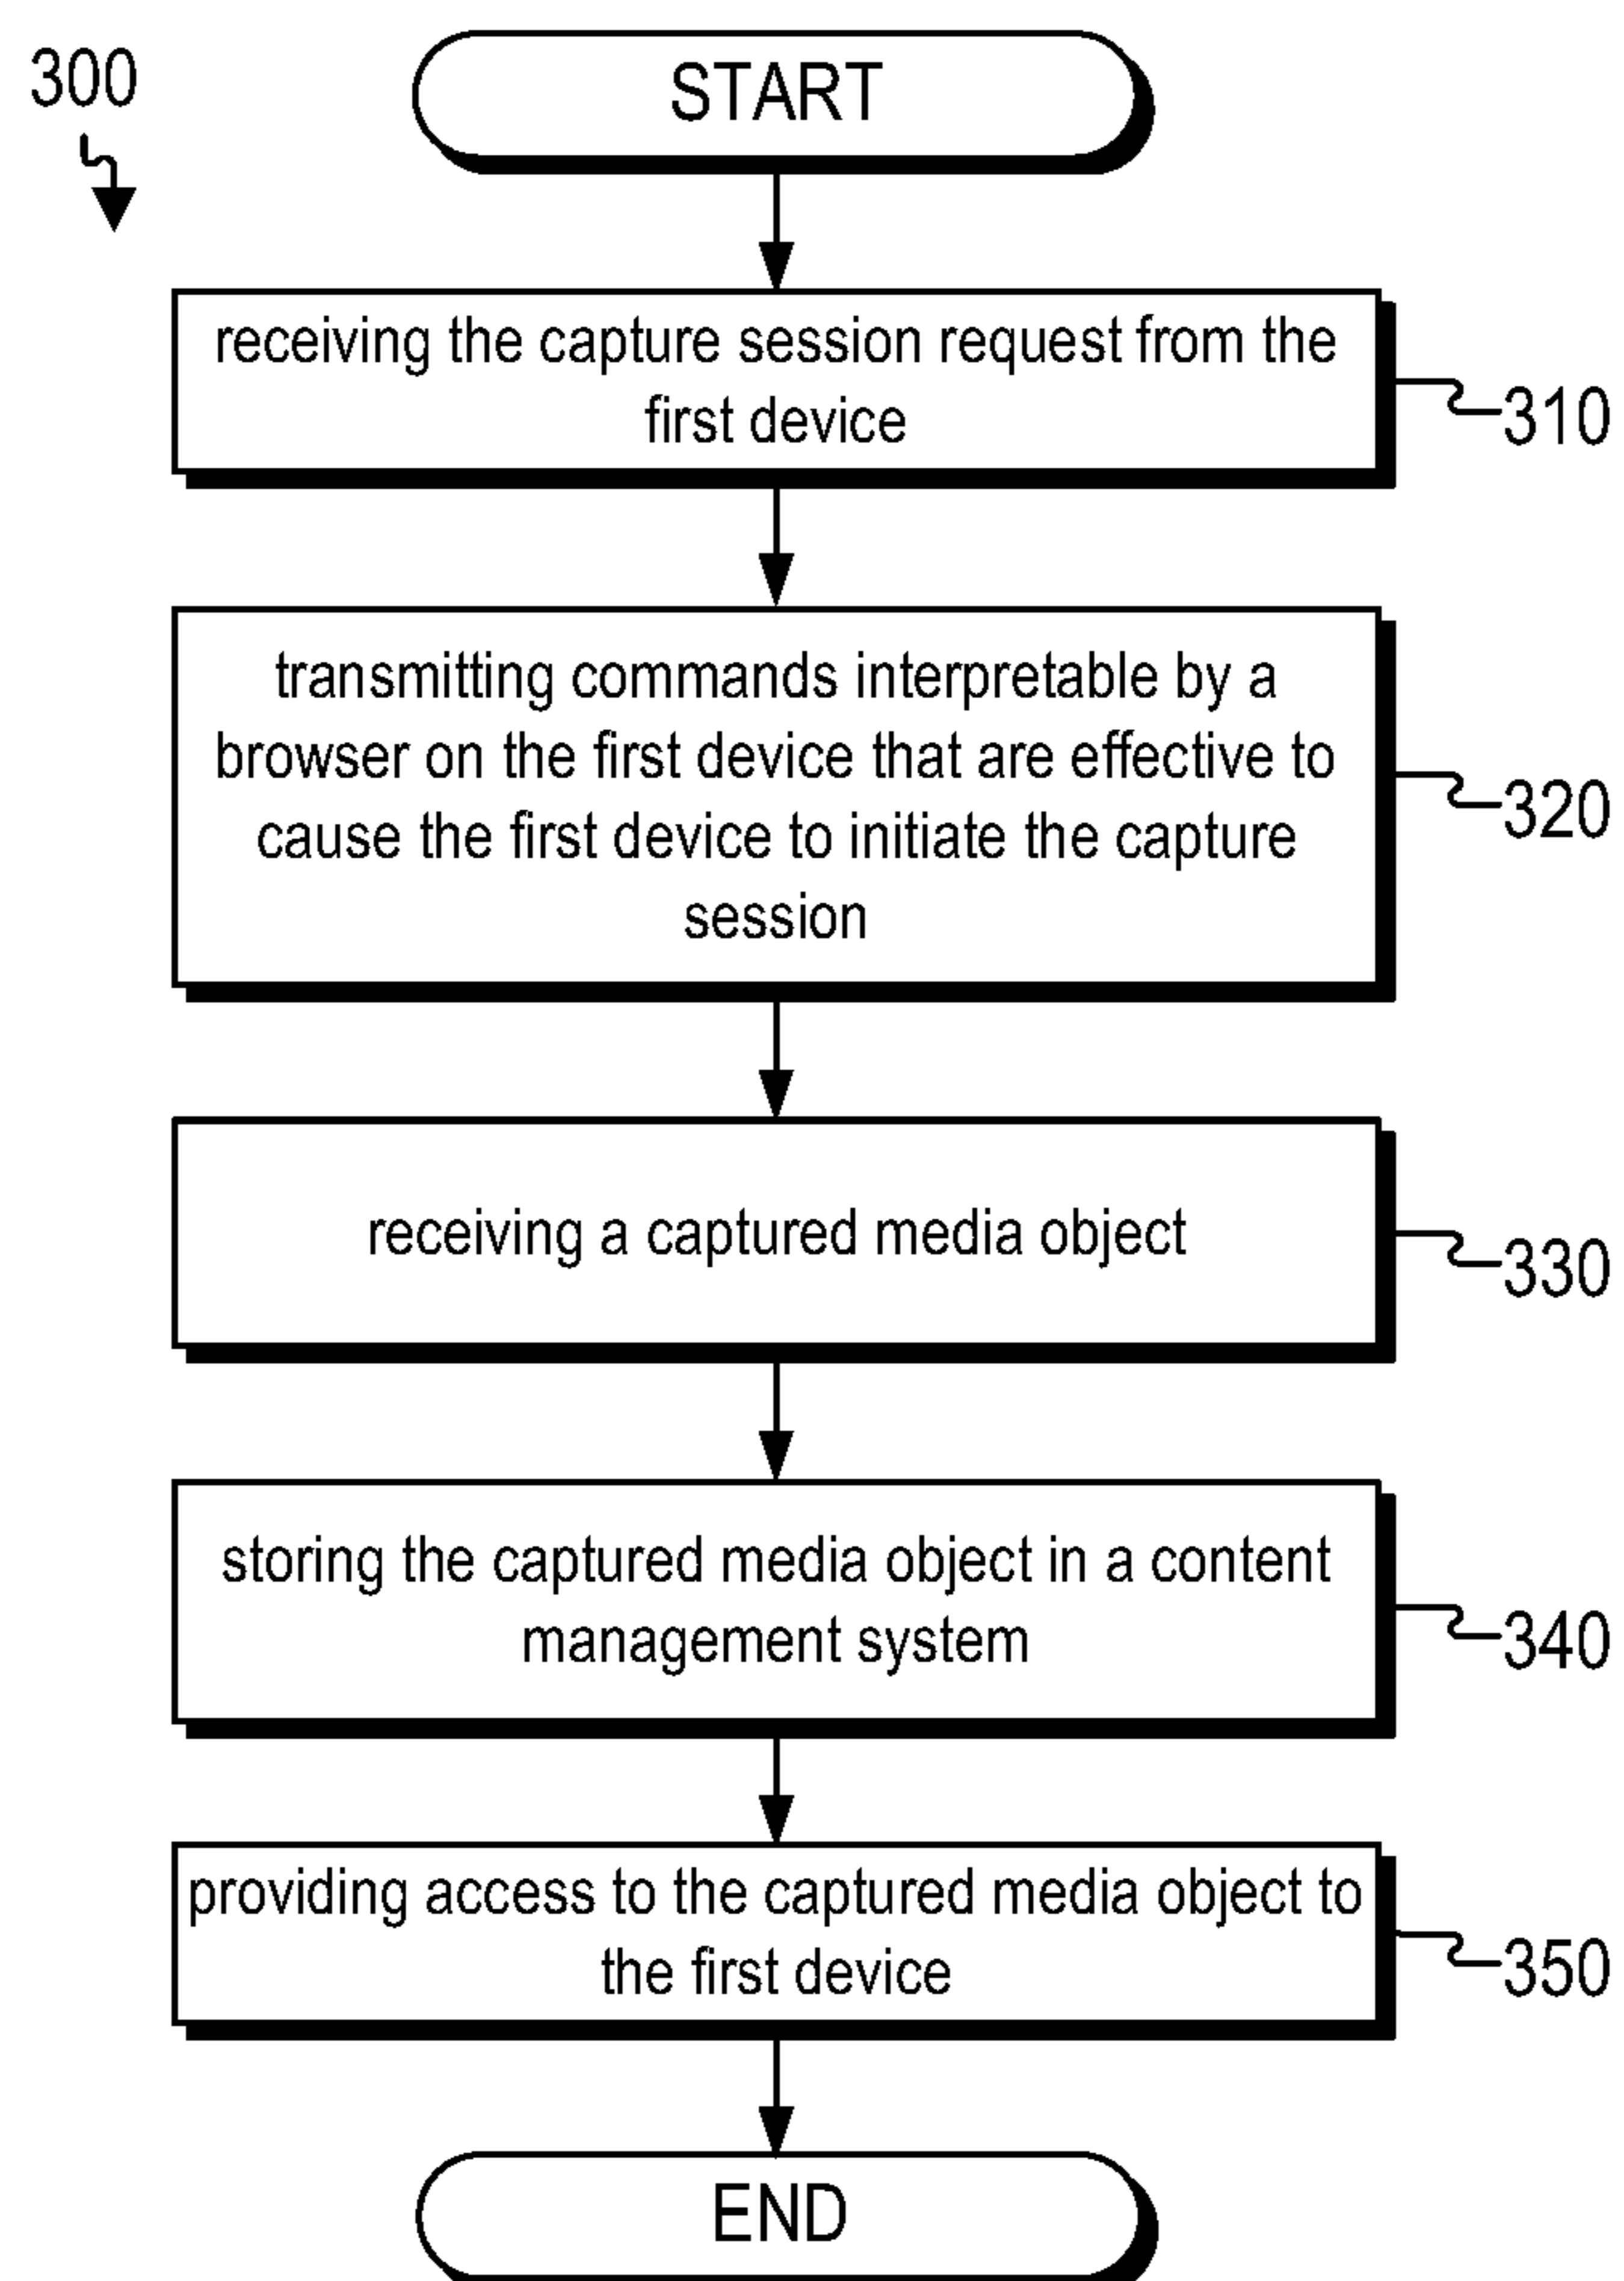 300
START
receiving the capture session request from the
first device
310
transmitting commands interpretable by a
browser on the first device that are effective to
cause the first device to initiate the capture
session
320
receiving a captured media object
330
storing the captured media object in a content
management system
340
providing access to the captured media object to
the first device
350
END